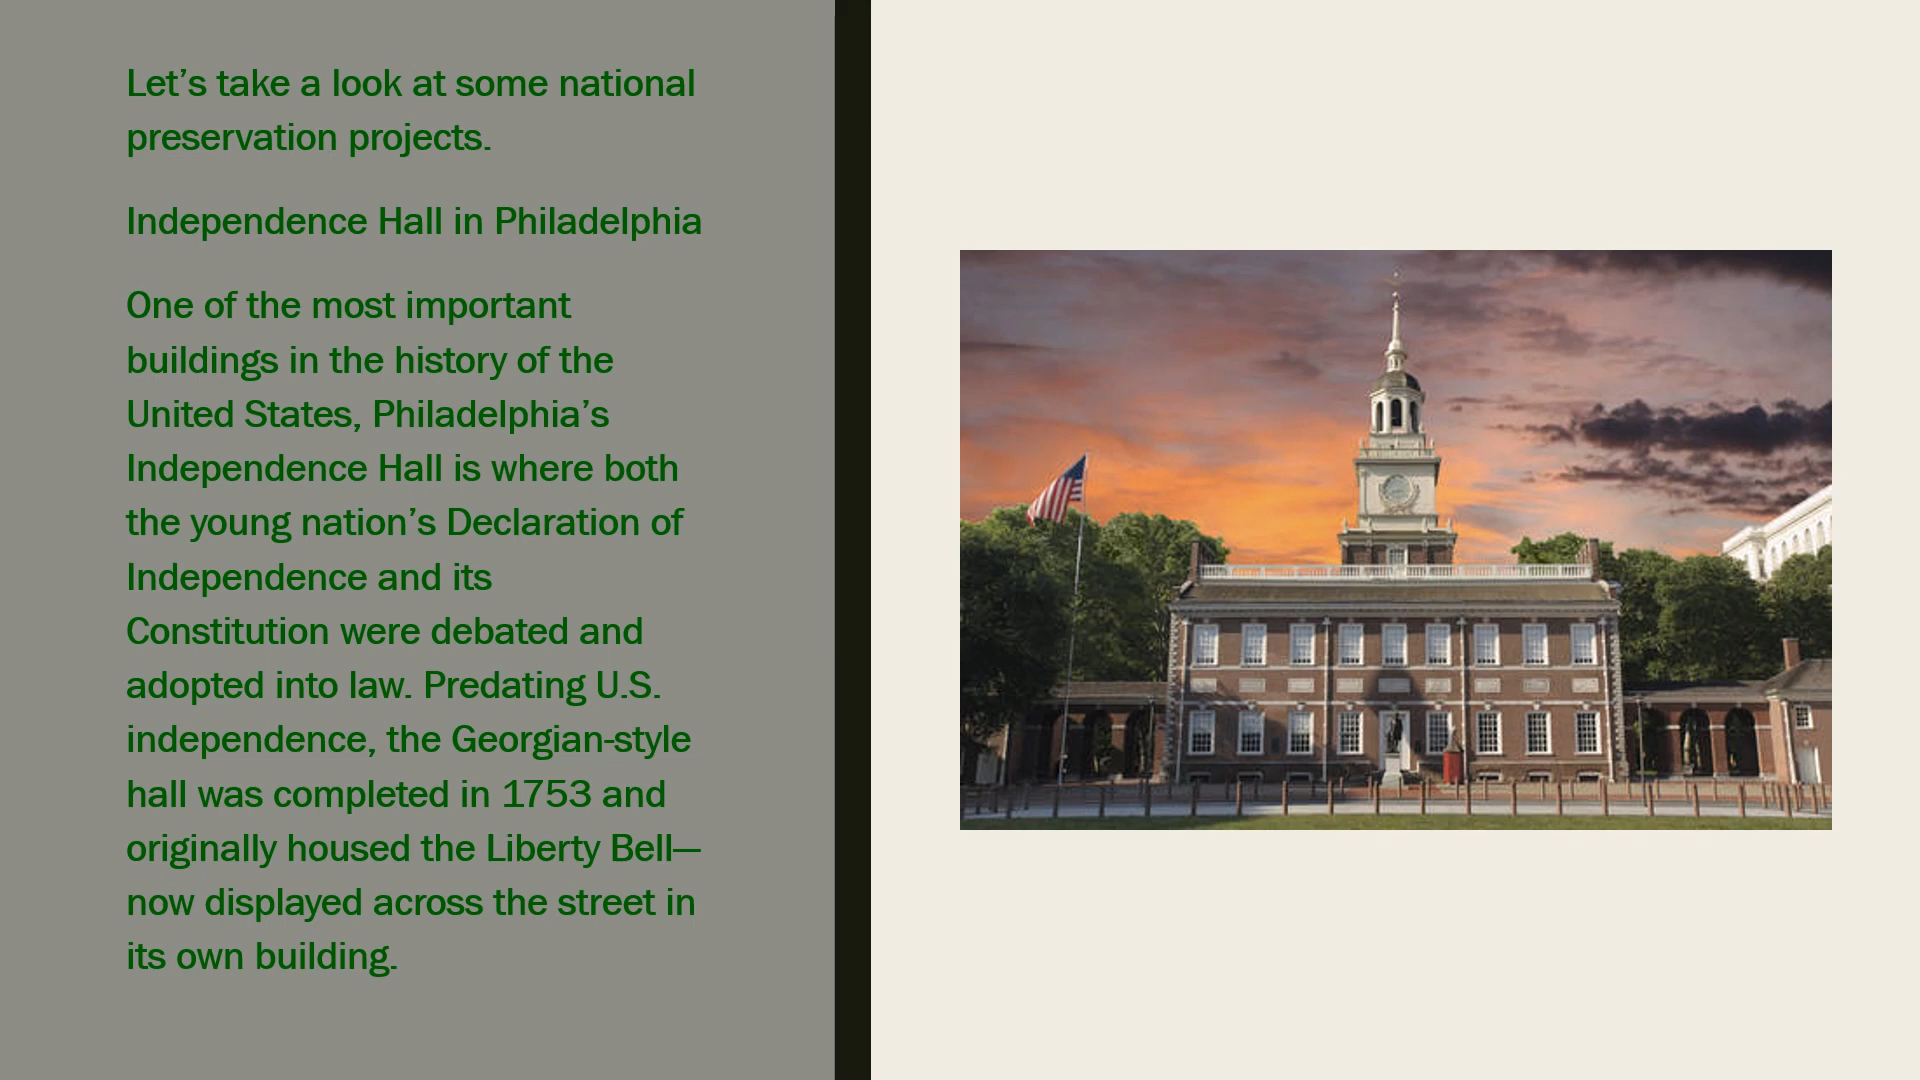 Let’s take a look at some national
preservation projects.
Independence Hall in Philadelphia
One of the most important
buildings in the history of the
United States, Philadelphia’s
Independence Hall is where both
the young nation’s Declaration of
Independence and its
Constitution were debated and
adopted into law. Predating U.S.
independence, the Georgian-style
hall was completed in 1753 and
originally housed the Liberty Bell—
now displayed across the street in
its own building.